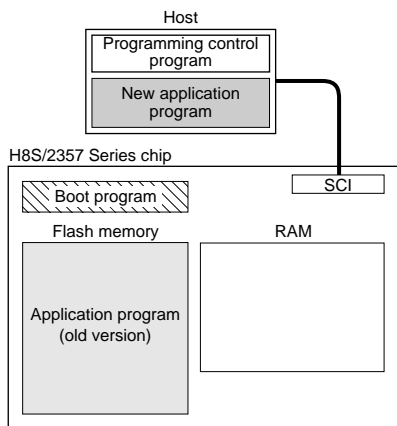 Host
Programming control
program
New application
program
H8S/2357 Series chip
SCI
Boot program
Flash memory
RAM
Application program
(old version)